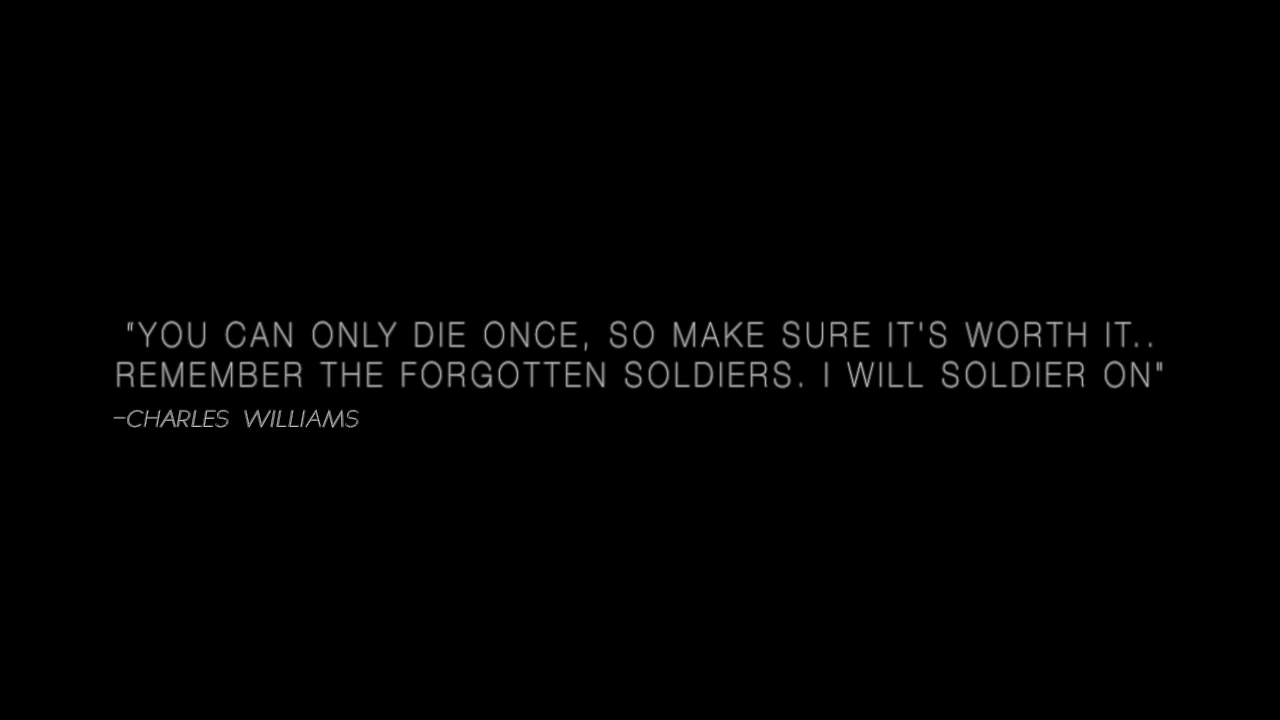 "YOU CAN ONLY DIE ONCE, SO MAKE SURE IT'S WORTH IT..
REMEMBER THE FORGOTTEN SOLDIERS. I WILL SOLDIER ON"
-CHARLES WILLIAMS